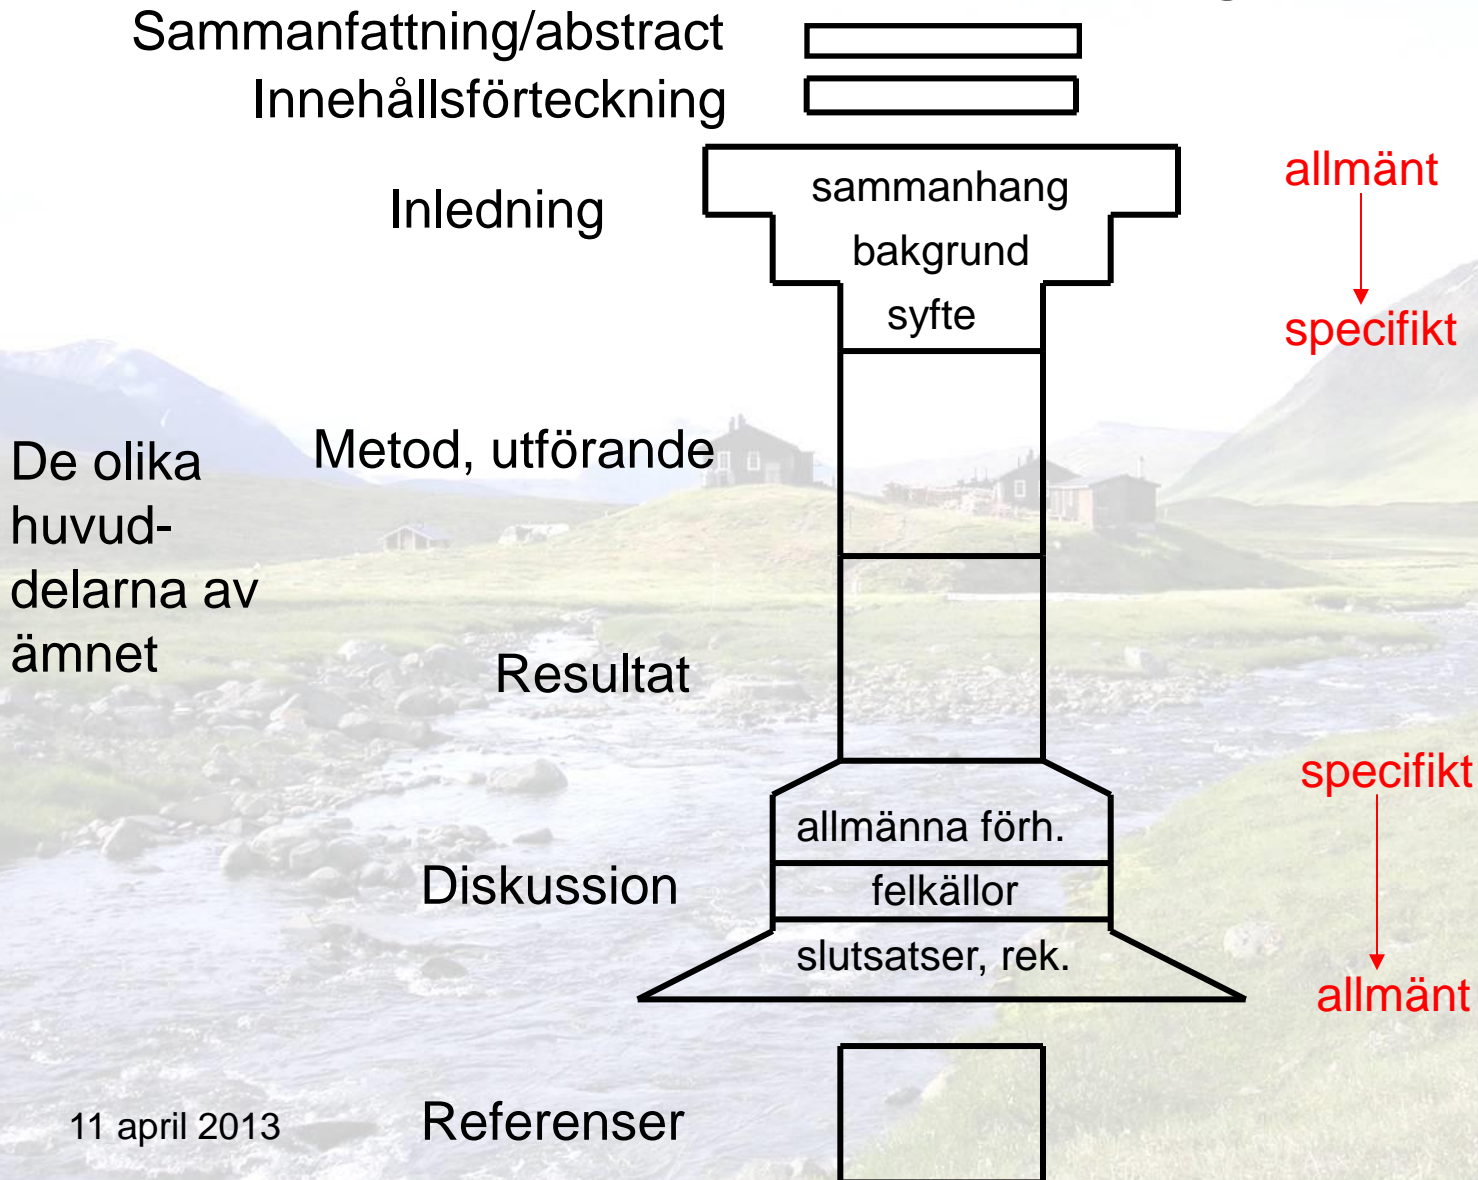 Sammanfattning/abstract
Innehållsförteckning
Inledning
sammanhang
bakgrund
syfte
allmänt
specifikt
De olika
huvud-
delarna av
ämnet
Metod, utförande
Resultat
Diskussion
allmänna förh.
felkällor
slutsatser, rek.
specifikt
allmänt
11 april 2013
Referenser